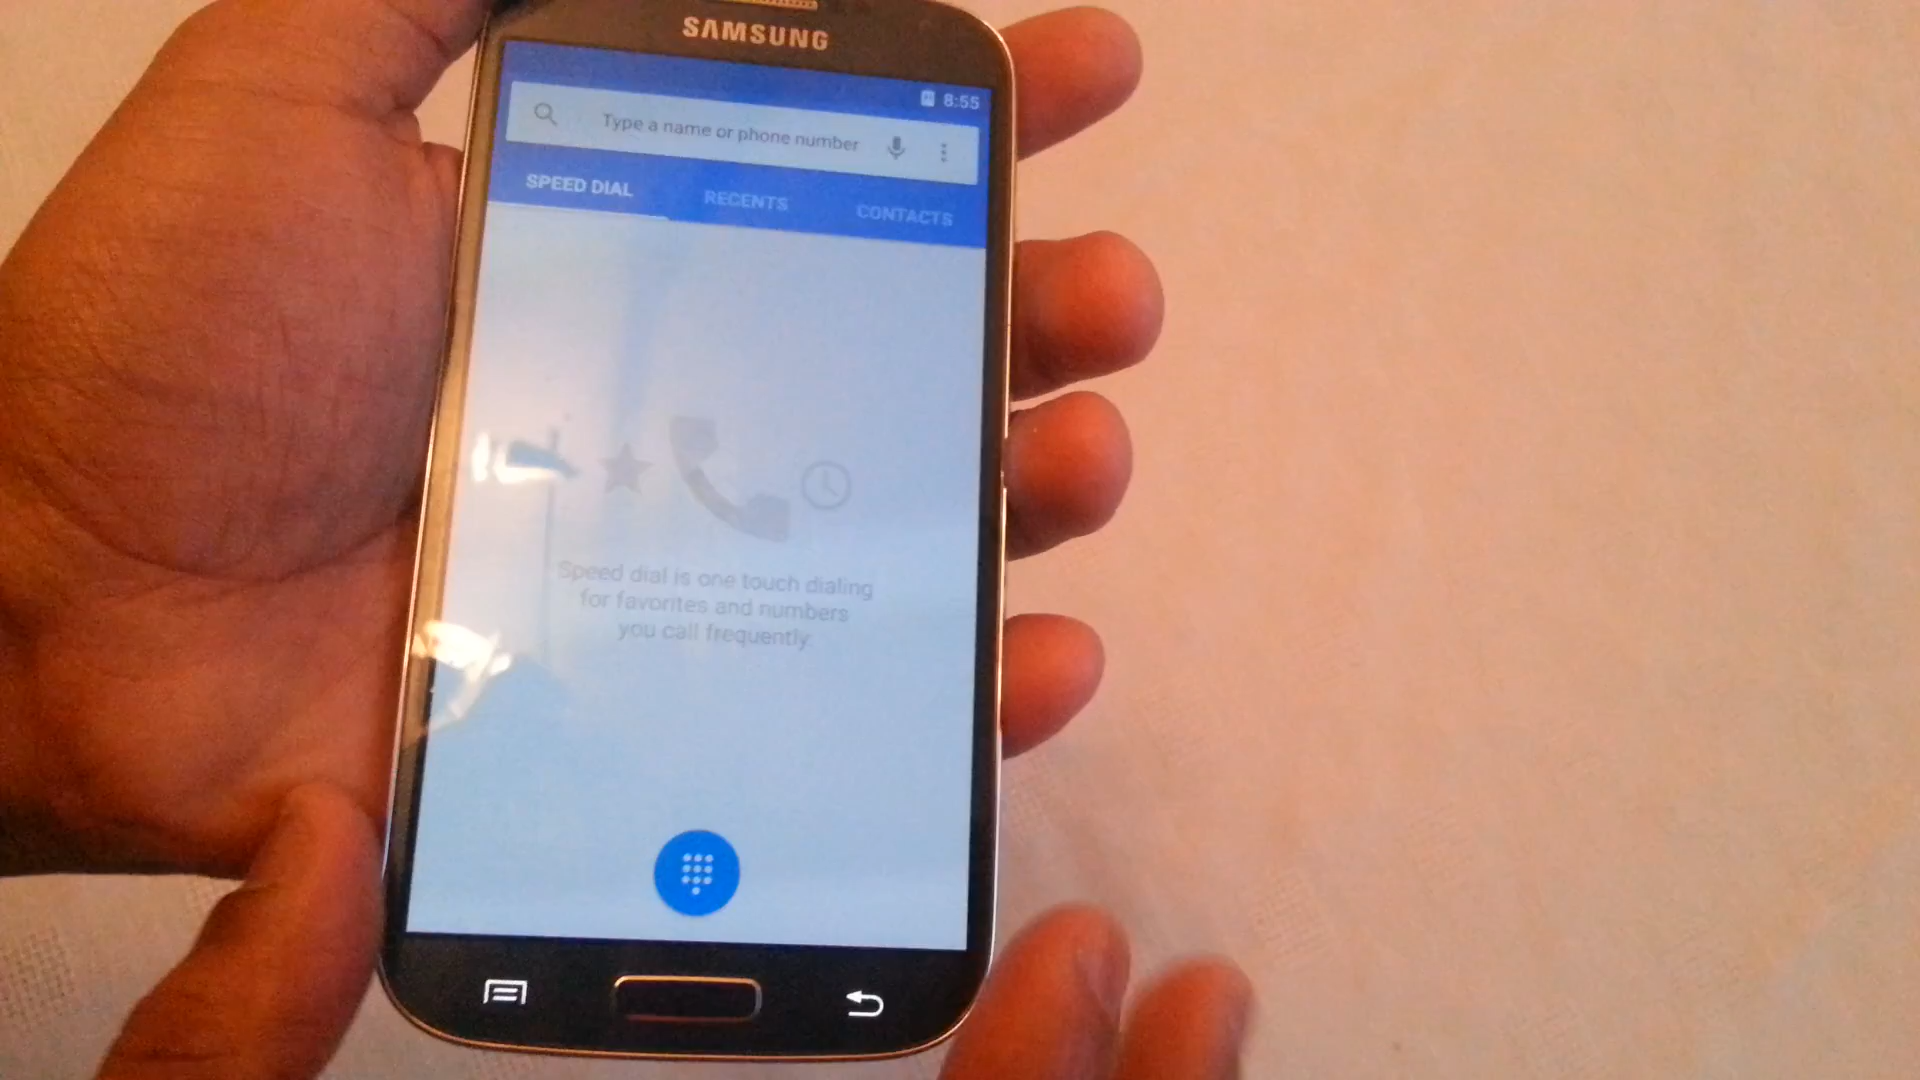 SAMSUNG
8:55
Type a name or phone number
SPEED DIAL
RECENTS
CONTACTS
Speed dial is one touch dialing
for favorites and numbers
you call frequently